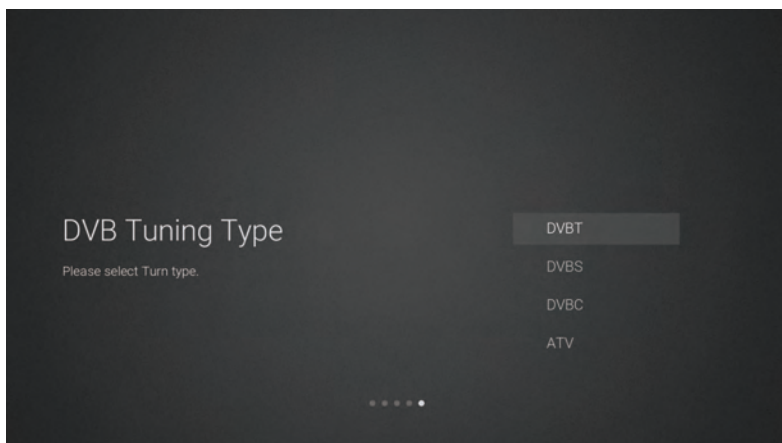 DVB Tuning Type
Please select Turn type.
DVBT
DVBS
DVBC
ATV